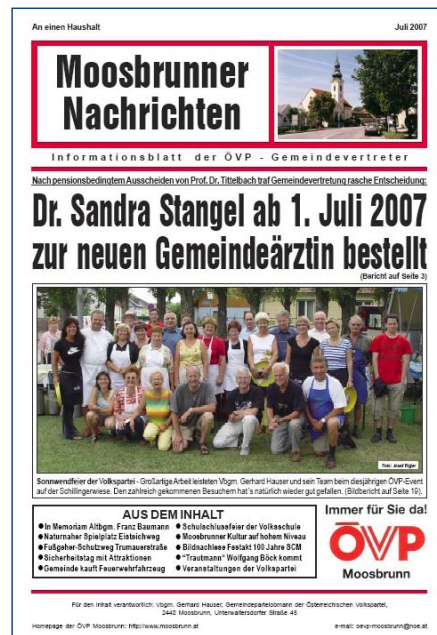 An einen Haushalt
Juli 2007
Moosbrunner
Nachrichten
Informationsblatt der ÖVP - Gemeindevertreter
Nach pensionsbedingtem Ausscheiden von Prof. Dr. Tittelbach traf Gemeindevertretung rasche Entscheidung:
Dr. Sandra Stangel ab 1. Juli 2007
zur neuen Gemeindeärztin bestellt
(Bericht auf Seite 3)
Foto: Josef Rigler
Sonnwendfeier der Volkspartei - Großartige Arbeit leisteten Vbgm. Gerhard Hauser und sein Team beim diesjährigen ÖVP-Event
auf der Schillingerwiese. Den zahlreich gekommenen Besuchern hat's natürlich wieder gut gefallen. (Bildbericht auf Seite 19).
AUS DEM INHALT
● In Memoriam Altbgm. Franz Baumann
● Naturnaher Spielplatz Eisteichweg
● Fußgeher-Schutzweg Trumauerstraße
● Sicherheitstag mit Attraktionen
● Gemeinde kauft Feuerwehrfahrzeug
● Schulschlussfeier der Volksschule
● Moosbrunner Kultur auf hohem Niveau
● Bildnachlese Festakt 100 Jahre SCM
● "Trautmann" Wolfgang Böck kommt
● Veranstaltungen der Volkspartei
Immer für Sie da!
ÖVP
Moosbrunn
Für den Inhalt verantwortlich: Vbgm. Gerhard Hauser, Gemeindeparteiobmann der Österreichischen Volkspartei,
2440 Moosbrunn, Unterwaltersdorfer Straße 45
Homepage der ÖVP Moosbrunn: http://www.moosbrunn.at
e-mail: oevp-moosbrunn@noe.at